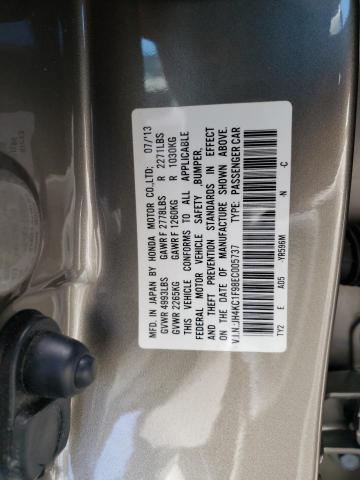 MFD. IN JAPAN BY HONDA MOTOR CO.,LTD; 07/13
GVWR 4993LBS GAWR F 2778LBS R 2271LBS
GVWR 2265KG GAWR F 1260KG R 1030KG
THIS VEHICLE CONFORMS TO ALL APPLICABLE
FEDERAL MOTOR VEHICLE SAFETY BUMPER,
AND THEFT PREVENTION STANDARDS IN EFFECT
ON THE DATE OF MANUFACTURE SHOWN ABOVE.
V.I.N:JH4KC1F98EC005737 TYPE: PASSENGER CAR
TY2 E A05 -YR596M -N -C